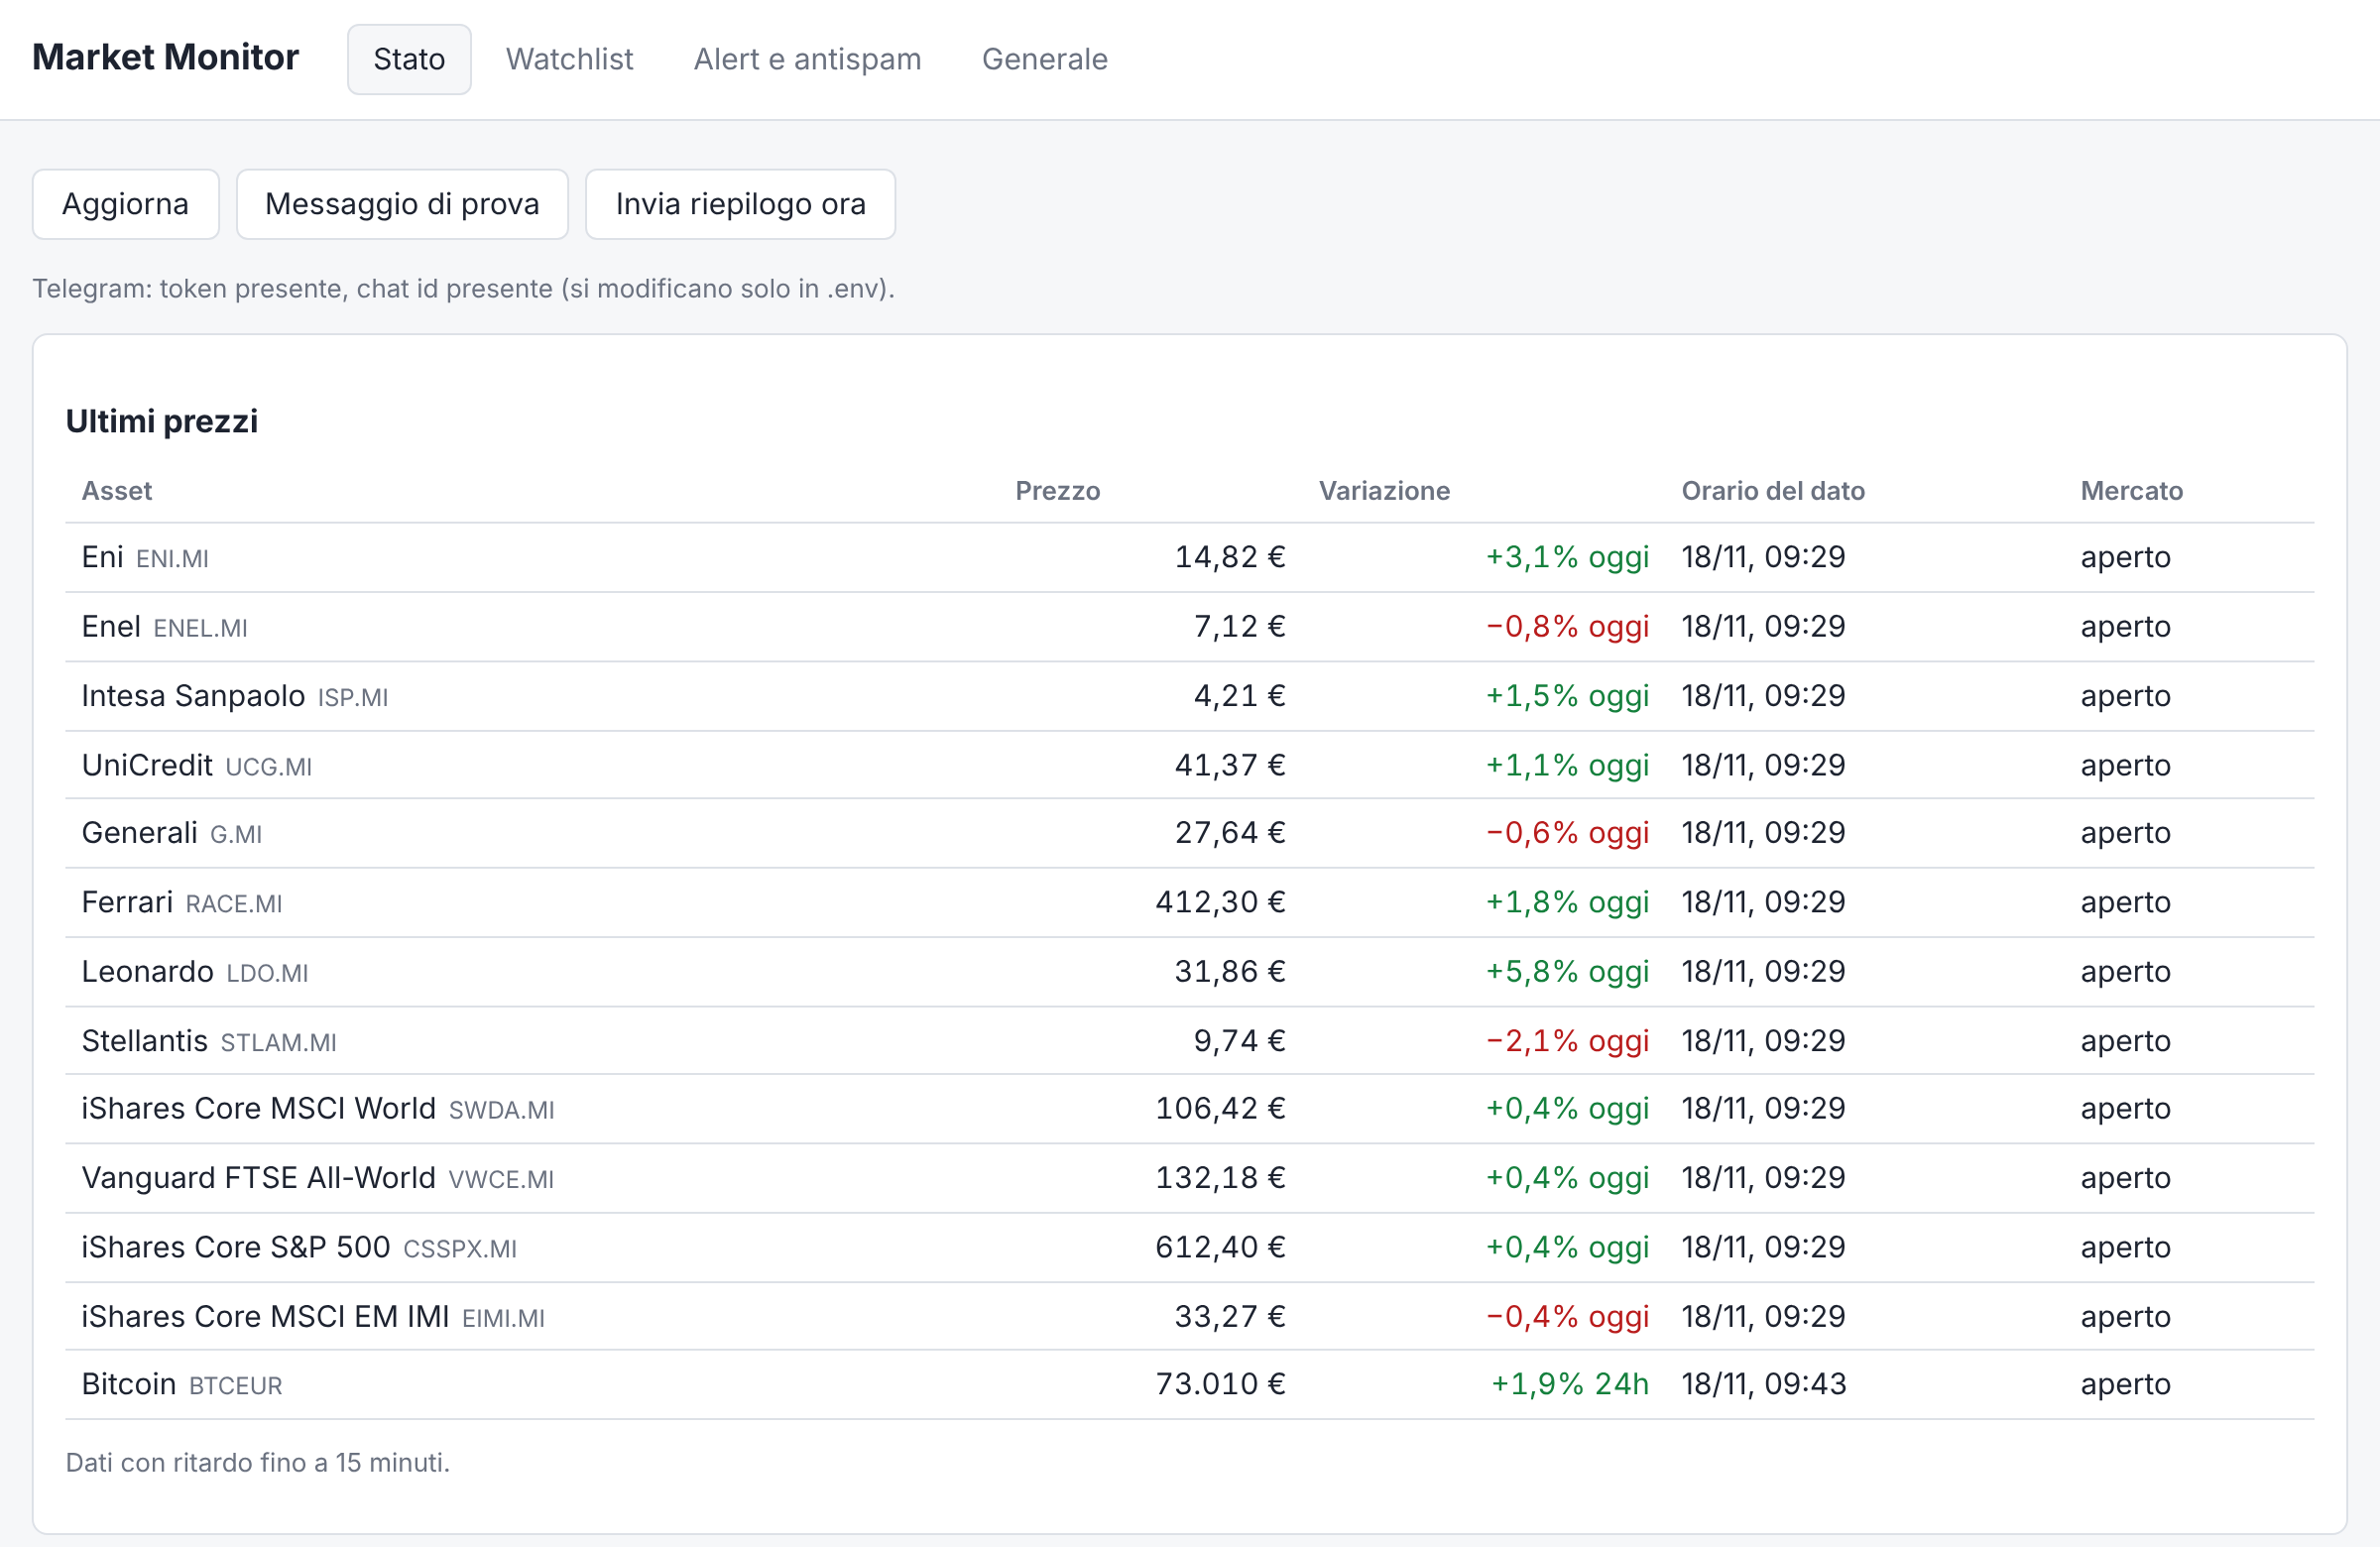 Market Monitor Stato Watchlist Alert e antispam Generale
Aggiorna Messaggio di prova Invia riepilogo ora
Telegram: token presente, chat id presente (si modificano solo in .env).
Ultimi prezzi
Asset Prezzo Variazione Orario del dato Mercato
Eni ENI.MI 14,82 € +3,1% oggi 18/11, 09:29 aperto
Enel ENEL.MI 7,12 € −0,8% oggi 18/11, 09:29 aperto
Intesa Sanpaolo ISP.MI 4,21 € +1,5% oggi 18/11, 09:29 aperto
UniCredit UCG.MI 41,37 € +1,1% oggi 18/11, 09:29 aperto
Generali G.MI 27,64 € −0,6% oggi 18/11, 09:29 aperto
Ferrari RACE.MI 412,30 € +1,8% oggi 18/11, 09:29 aperto
Leonardo LDO.MI 31,86 € +5,8% oggi 18/11, 09:29 aperto
Stellantis STLAM.MI 9,74 € −2,1% oggi 18/11, 09:29 aperto
iShares Core MSCI World SWDA.MI 106,42 € +0,4% oggi 18/11, 09:29 aperto
Vanguard FTSE All-World VWCE.MI 132,18 € +0,4% oggi 18/11, 09:29 aperto
iShares Core S&P 500 CSSPX.MI 612,40 € +0,4% oggi 18/11, 09:29 aperto
iShares Core MSCI EM IMI EIMI.MI 33,27 € −0,4% oggi 18/11, 09:29 aperto
Bitcoin BTCEUR 73.010 € +1,9% 24h 18/11, 09:43 aperto
Dati con ritardo fino a 15 minuti.